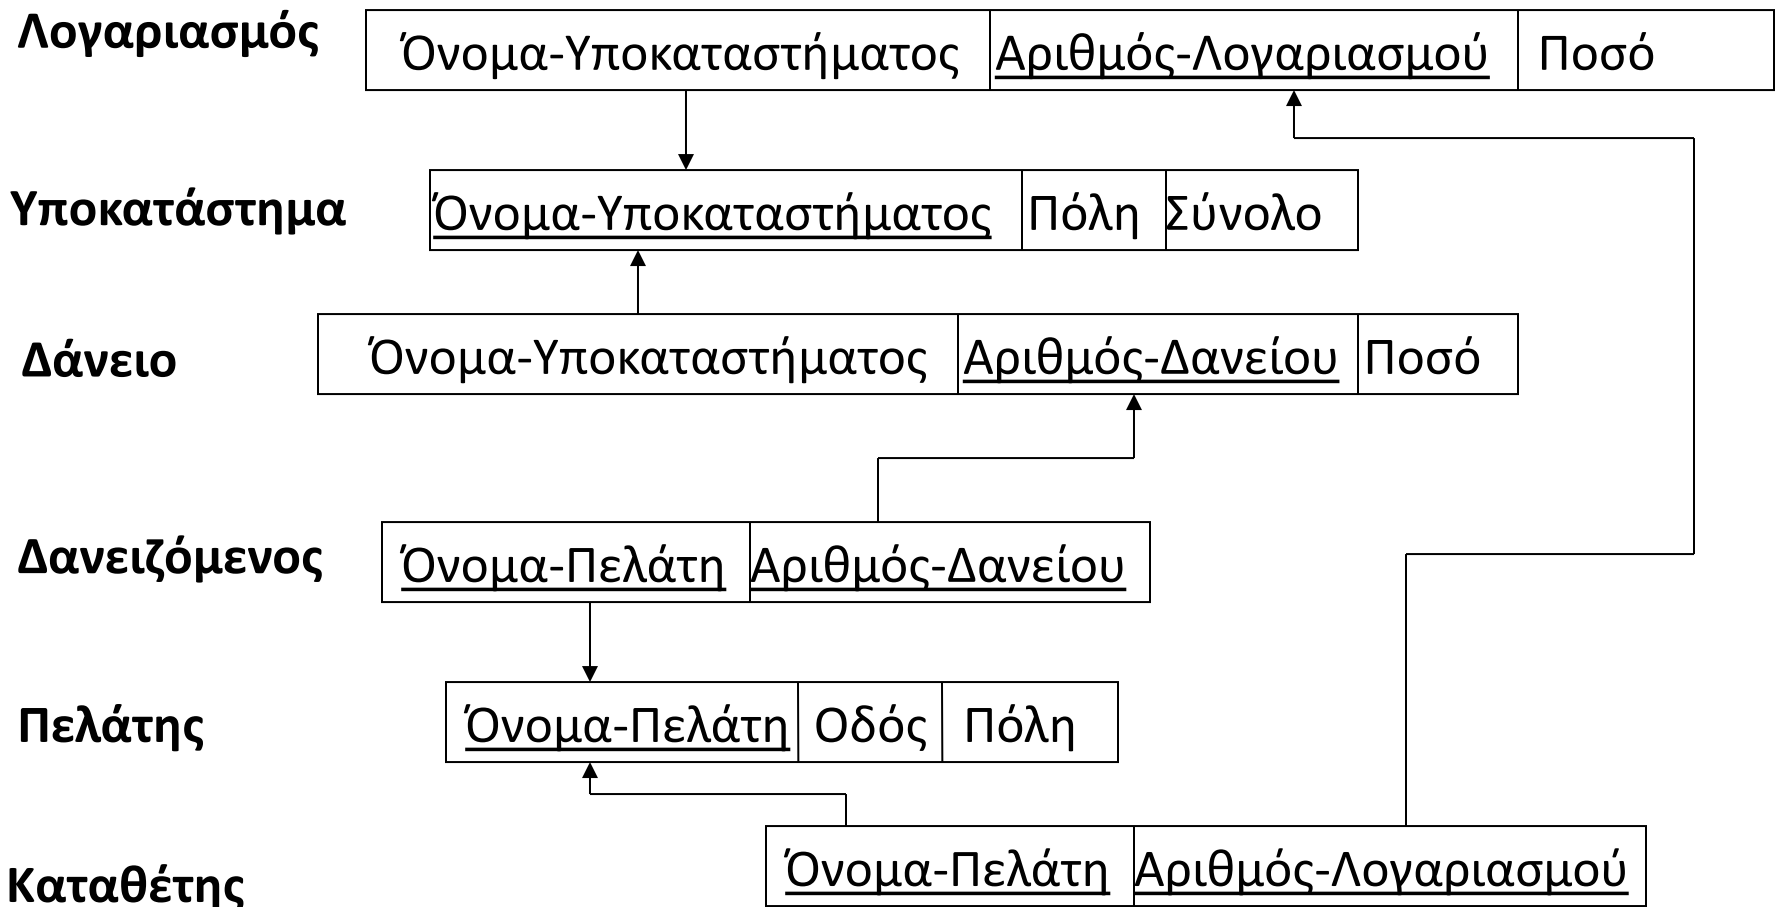 Λογαριασμός Όνομα-Υποκαταστήματος Αριθμός-Λογαριασμού Ποσό
Υποκατάστημα Όνομα-Υποκαταστήματος Πόλη Σύνολο
Δάνειο Όνομα-Υποκαταστήματος Αριθμός-Δανείου Ποσό
Δανειζόμενος Όνομα-Πελάτη Αριθμός-Δανείου
Πελάτης Όνομα-Πελάτη Οδός Πόλη
Καταθέτης Όνομα-Πελάτη Αριθμός-Λογαριασμού